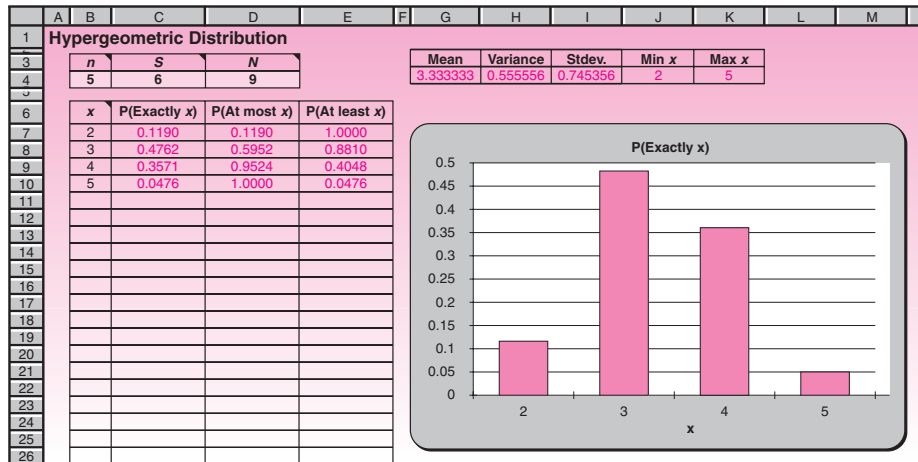 A B C D E F G H I J K L M
1 Hypergeometric Distribution
3 n S N Mean Variance Stdev. Min x Max x
4 5 6 9 3.333333 0.555556 0.745356 2 5
5
6 x P(Exactly x) P(At most x) P(At least x)
7 2 0.1190 0.1190 1.0000
8 3 0.4762 0.5952 0.8810
9 4 0.3571 0.9524 0.4048
10 5 0.0476 1.0000 0.0476
11
12
13
14
15
16
17
18
19
20
21
22
23
24
25
26
P(Exactly x)
0.5
0.45
0.4
0.35
0.3
0.25
0.2
0.15
0.1
0.05
0
2 3 4 5
x